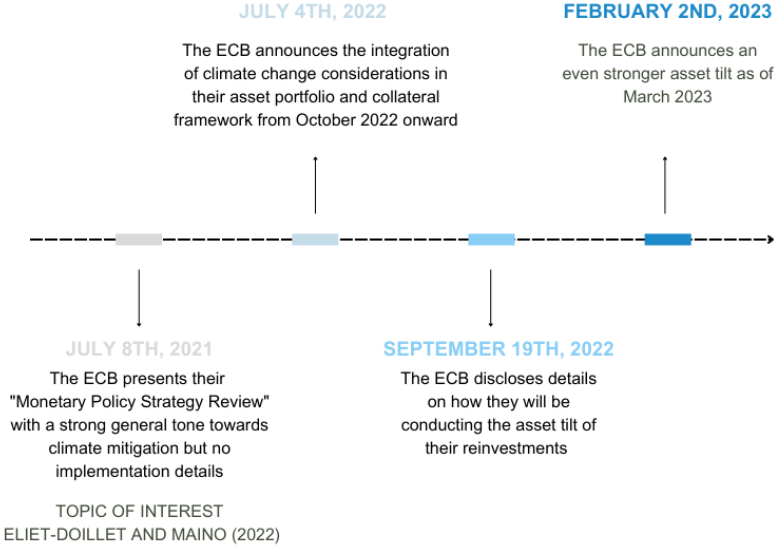 JULY 4TH, 2022
The ECB announces the integration
of climate change considerations in
their asset portfolio and collateral
framework from October 2022 onward
FEBRUARY 2ND, 2023
The ECB announces an
even stronger asset tilt as of
March 2023
JULY 8TH, 2021
The ECB presents their
"Monetary Policy Strategy Review"
with a strong general tone towards
climate mitigation but no
implementation details
TOPIC OF INTEREST
ELIET-DOILLET AND MAINO (2022)
SEPTEMBER 19TH, 2022
The ECB discloses details
on how they will be
conducting the asset tilt of
their reinvestments